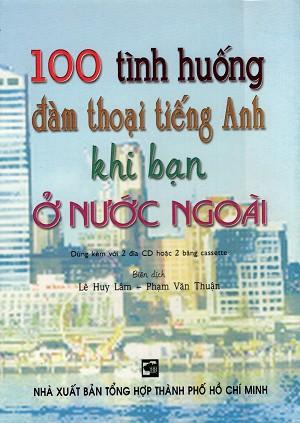 100 tình huống
đàm thoại tiếng Anh
khi bạn
Ở NƯỚC NGOÀI
Dùng kèm với 2 đĩa CD hoặc 2 băng cassette
Biên dịch
Lê Huy Lâm - Phạm Văn Thuận
NHÀ XUẤT BẢN TỔNG HỢP THÀNH PHỐ HỒ CHÍ MINH